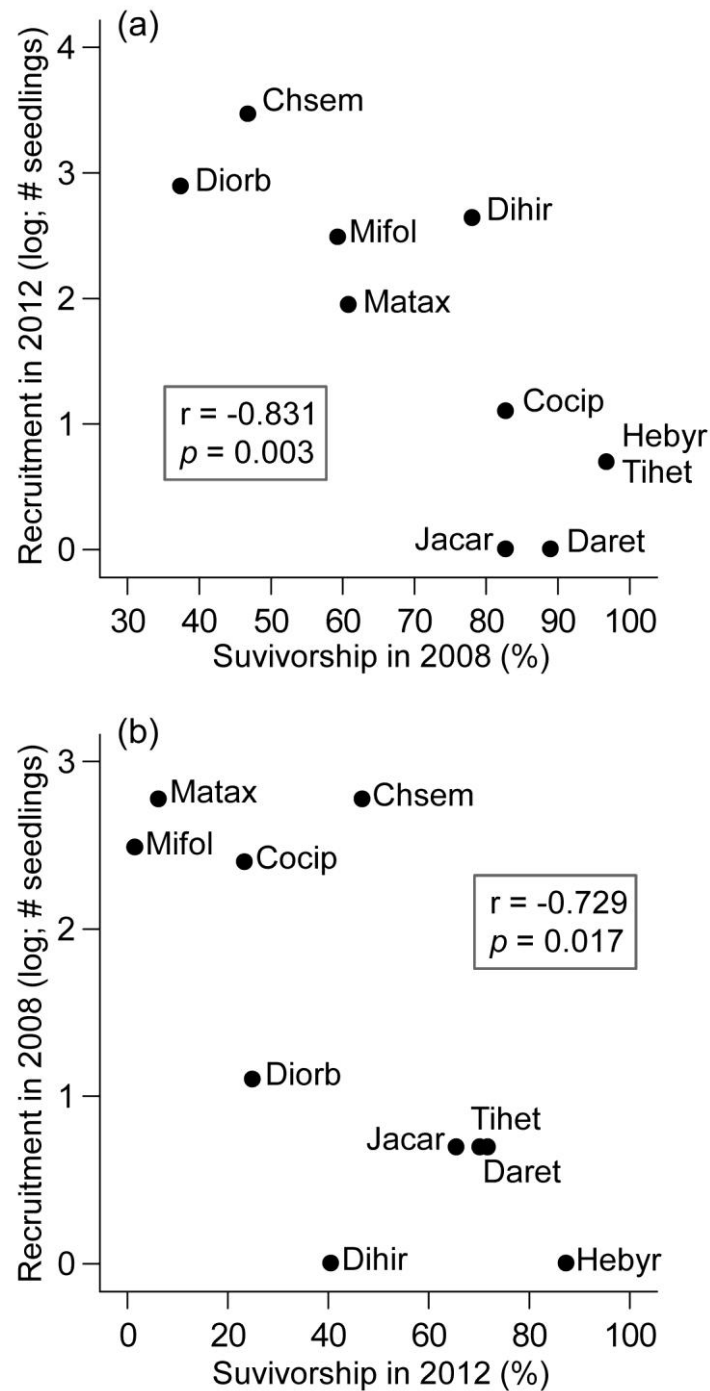 (a)
Recruitment in 2012 (log; # seedlings)
4
3
2
1
0
Chsem
Diorb
Dihir
Mifol
Matax
r = -0.831
p = 0.003
Cocip
Hebyr
Tihet
Jacar
Daret
30 40 50 60 70 80 90 100
Suvivorship in 2008 (%)
(b)
Recruitment in 2008 (log; # seedlings)
3
2
1
0
Matax
Chsem
Mifol
Cocip
r = -0.729
p = 0.017
Diorb
Tihet
Jacar
Daret
Dihir
Hebyr
0 20 40 60 80 100
Suvivorship in 2012 (%)